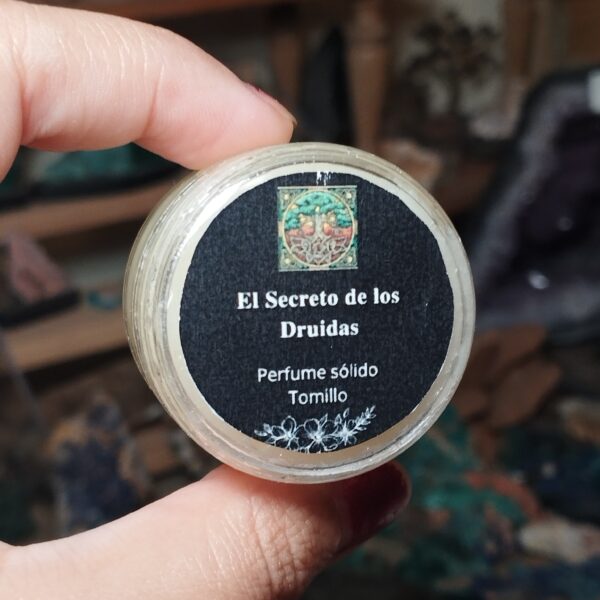 El Secreto de los
Druidas
Perfume sólido
Tomillo